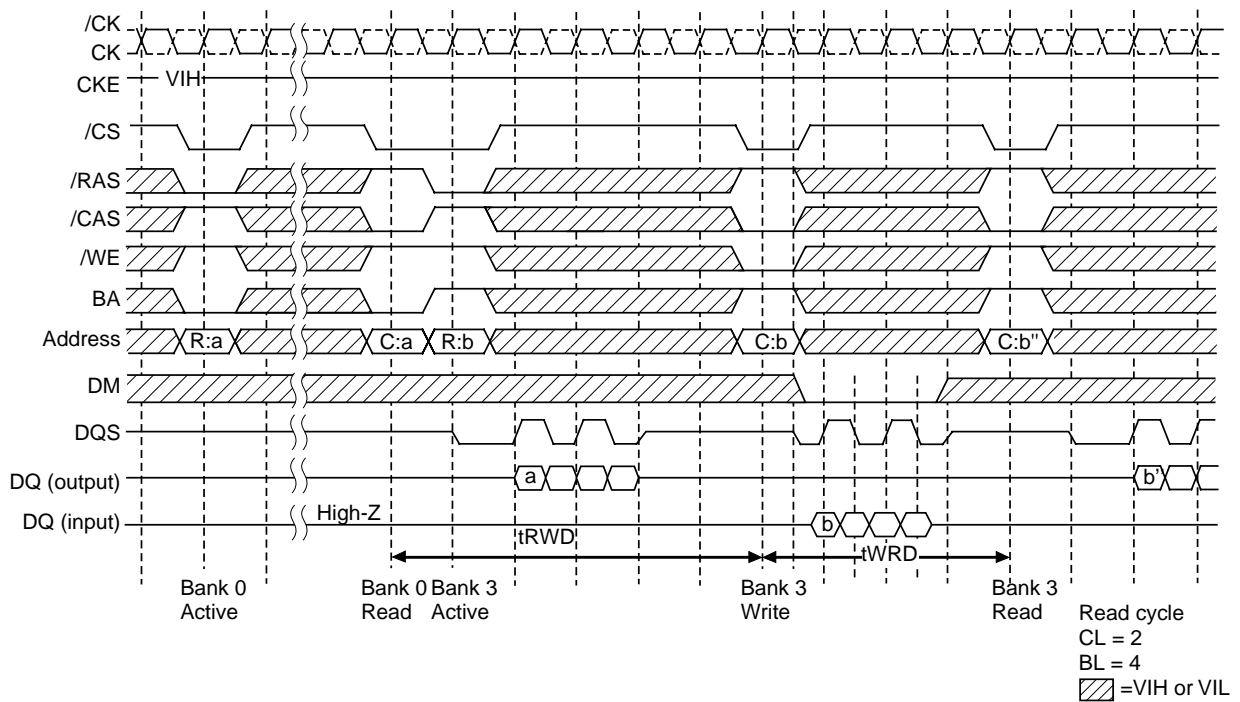 /CK
CK
CKE
VIH
/CS
/RAS
/CAS
/WE
BA
Address
R:a
C:a
R:b
C:b
C:b"
DM
DQS
DQ (output)
a
b'
DQ (input)
High-Z
b
tRWD
tWRD
Bank 0
Active
Bank 0
Read
Bank 3
Active
Bank 3
Write
Bank 3
Read
Read cycle
CL = 2
BL = 4
=VIH or VIL